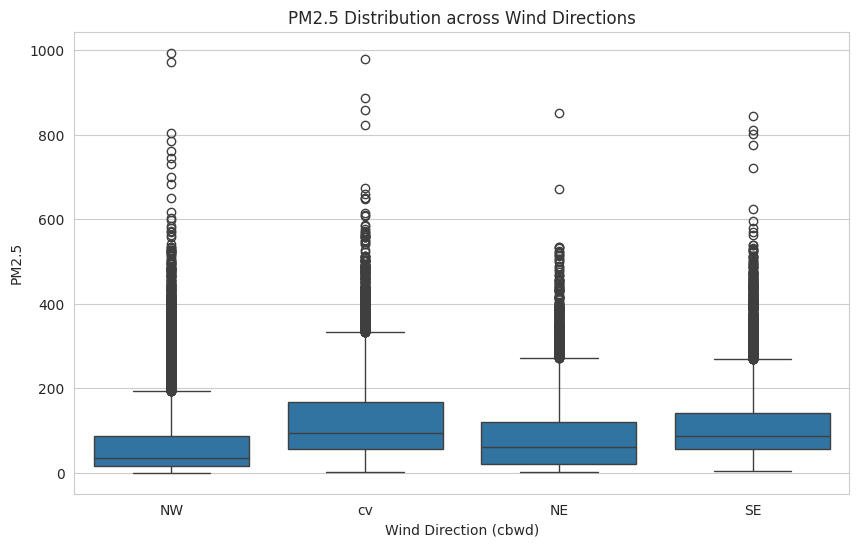 PM2.5 Distribution across Wind Directions
1000
800
600
400
200
0
PM2.5
NW cv NE SE
Wind Direction (cbwd)